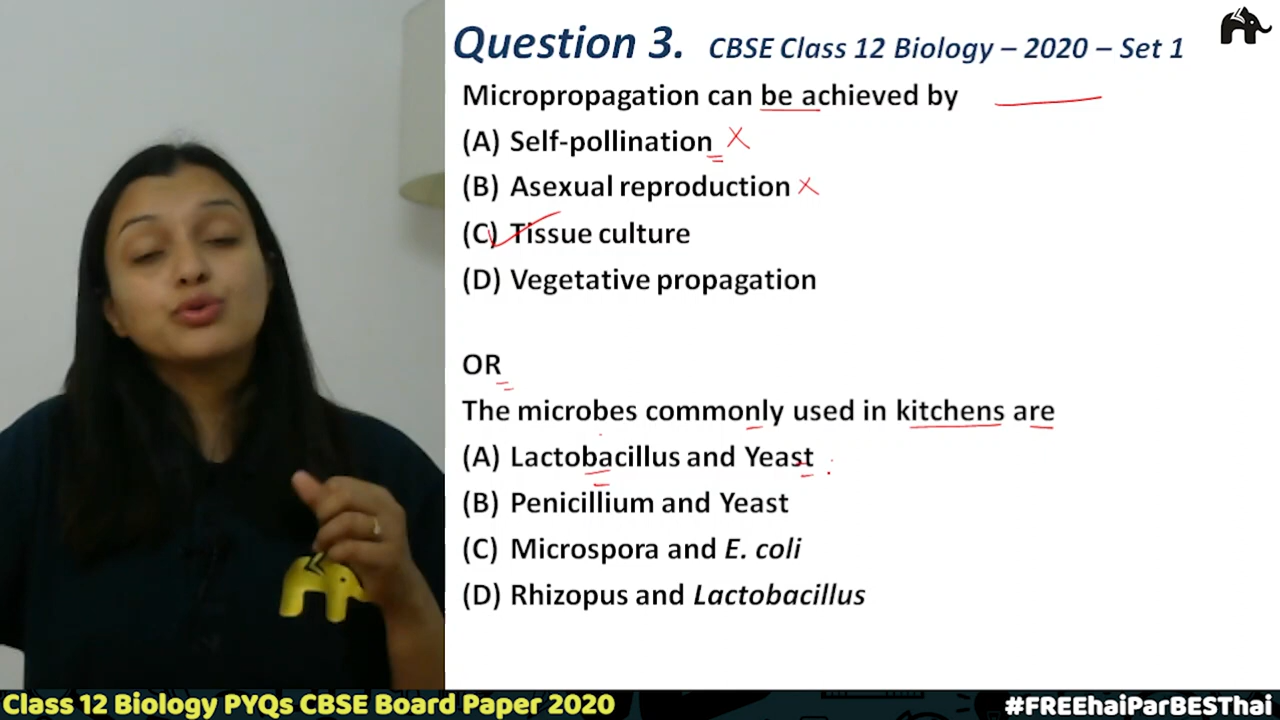 Question 3. CBSE Class 12 Biology – 2020 – Set 1
Micropropagation can be achieved by
(A) Self-pollination
(B) Asexual reproduction
(C) Tissue culture
(D) Vegetative propagation
OR
The microbes commonly used in kitchens are
(A) Lactobacillus and Yeast
(B) Penicillium and Yeast
(C) Microspora and E. coli
(D) Rhizopus and Lactobacillus
Class 12 Biology PYQs CBSE Board Paper 2020
#FREEhaiParBESThai